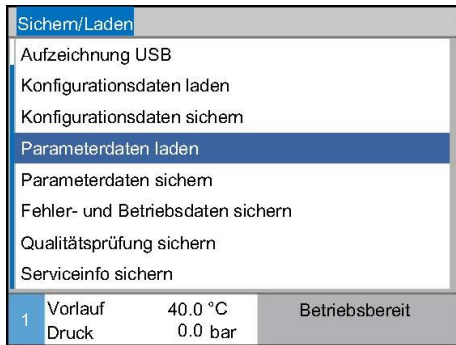 Sichern/Laden
Aufzeichnung USB
Konfigurationsdaten laden
Konfigurationsdaten sichern
Parameterdaten laden
Parameterdaten sichern
Fehler- und Betriebsdaten sichern
Qualitätsprüfung sichern
Serviceinfo sichern
1 Vorlauf 40.0 °C Betriebsbereit
Druck 0.0 bar